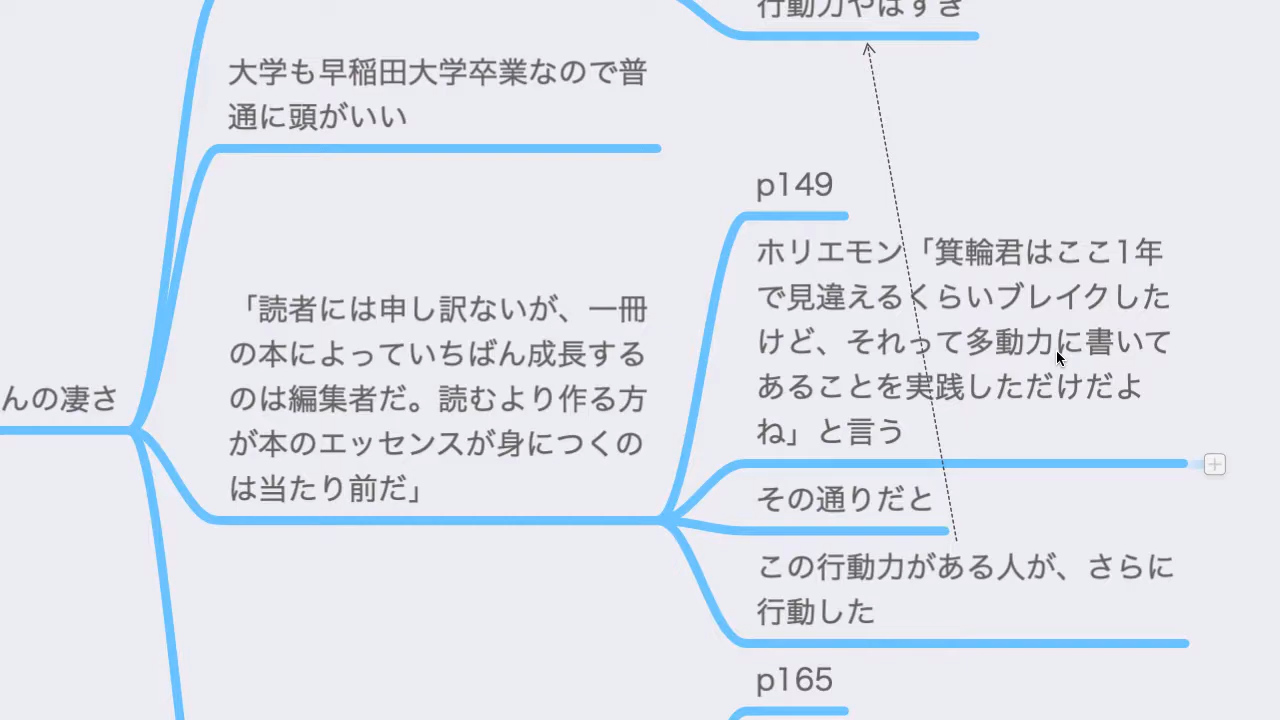 行動力やばすぎ
大学も早稲田大学卒業なので普
通に頭がいい
p149
ホリエモン「箕輪君はここ1年
で見違えるくらいブレイクした
けど、それって多動力に書いて
あることを実践しただけだよ
ね」と言う
「読者には申し訳ないが、一冊
の本によっていちばん成長する
のは編集者だ。読むより作る方
が本のエッセンスが身につくの
は当たり前だ」
んの凄さ
その通りだと
この行動力がある人が、さらに
行動した
p165